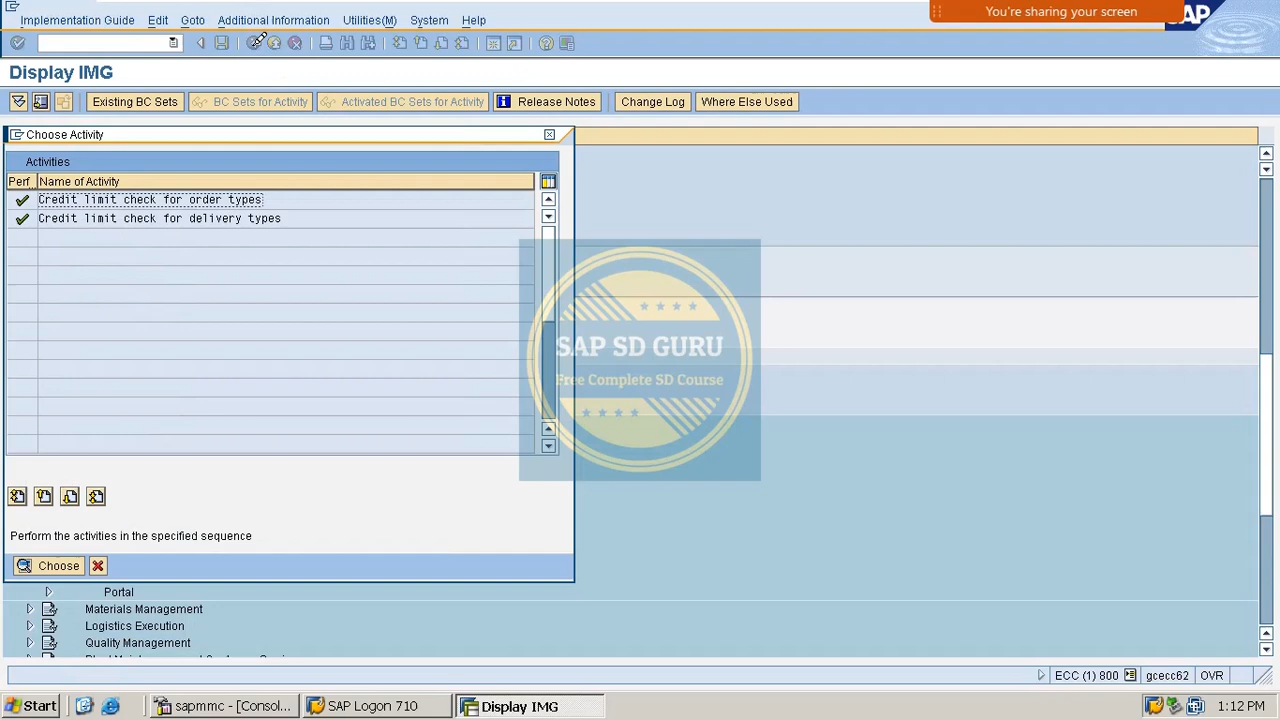 Implementation Guide Edit Goto Additional Information Utilities(M) System Help
You're sharing your screen
SAP
Display IMG
Existing BC Sets BC Sets for Activity Activated BC Sets for Activity Release Notes Change Log Where Else Used
Choose Activity
Activities
Perf.. Name of Activity
Credit limit check for order types
Credit limit check for delivery types
SAP SD GURU
Free Complete SD Course
Perform the activities in the specified sequence
Choose
Portal
Materials Management
Logistics Execution
Quality Management
ECC (1) 800 gcecc62 OVR
Start sapmmc - [Consol... SAP Logon 710 Display IMG 1:12 PM